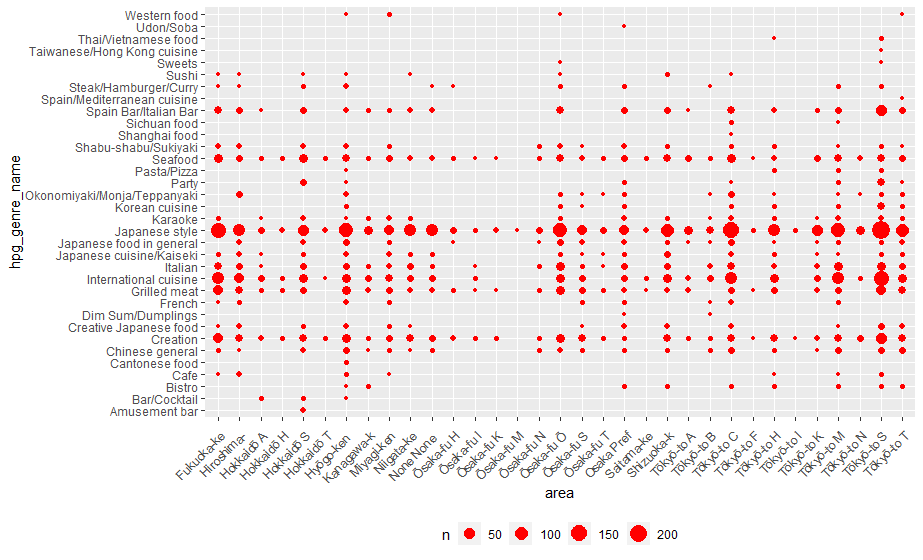 Western food
Udon/Soba
Thai/Vietnamese food
Taiwanese/Hong Kong cuisine
Sweets
Sushi
Steak/Hamburger/Curry
Spain/Mediterranean cuisine
Spain Bar/Italian Bar
Sichuan food
Shanghai food
Shabu-shabu/Sukiyaki
Seafood
Pasta/Pizza
Party
Okonomiyaki/Monja/Teppanyaki
Korean cuisine
Karaoke
Japanese style
Japanese food in general
Japanese cuisine/Kaiseki
Italian
International cuisine
Grilled meat
French
Dim Sum/Dumplings
Creative Japanese food
Creation
Chinese general
Cantonese food
Cafe
Bistro
Bar/Cocktail
Amusement bar
hpg_genre_name
Fukuoka-ke
Hiroshima-
Hokkaidō A
Hokkaidō H
Hokkaidō S
Hokkaidō T
Hyōgo-ken
Kanagawa-k
Miyagi-ken
Niigata-ke
None None
Ōsaka-fu H
Ōsaka-fu I
Ōsaka-fu K
Ōsaka-fu M
Ōsaka-fu N
Ōsaka-fu Ō
Ōsaka-fu S
Ōsaka-fu T
Osaka Pref
Saitama-ke
Shizuoka-k
Tōkyō-to A
Tōkyō-to B
Tōkyō-to C
Tōkyō-to F
Tōkyō-to H
Tōkyō-to I
Tōkyō-to K
Tōkyō-to M
Tōkyō-to N
Tōkyō-to S
Tōkyō-to T
area
n 50 100 150 200